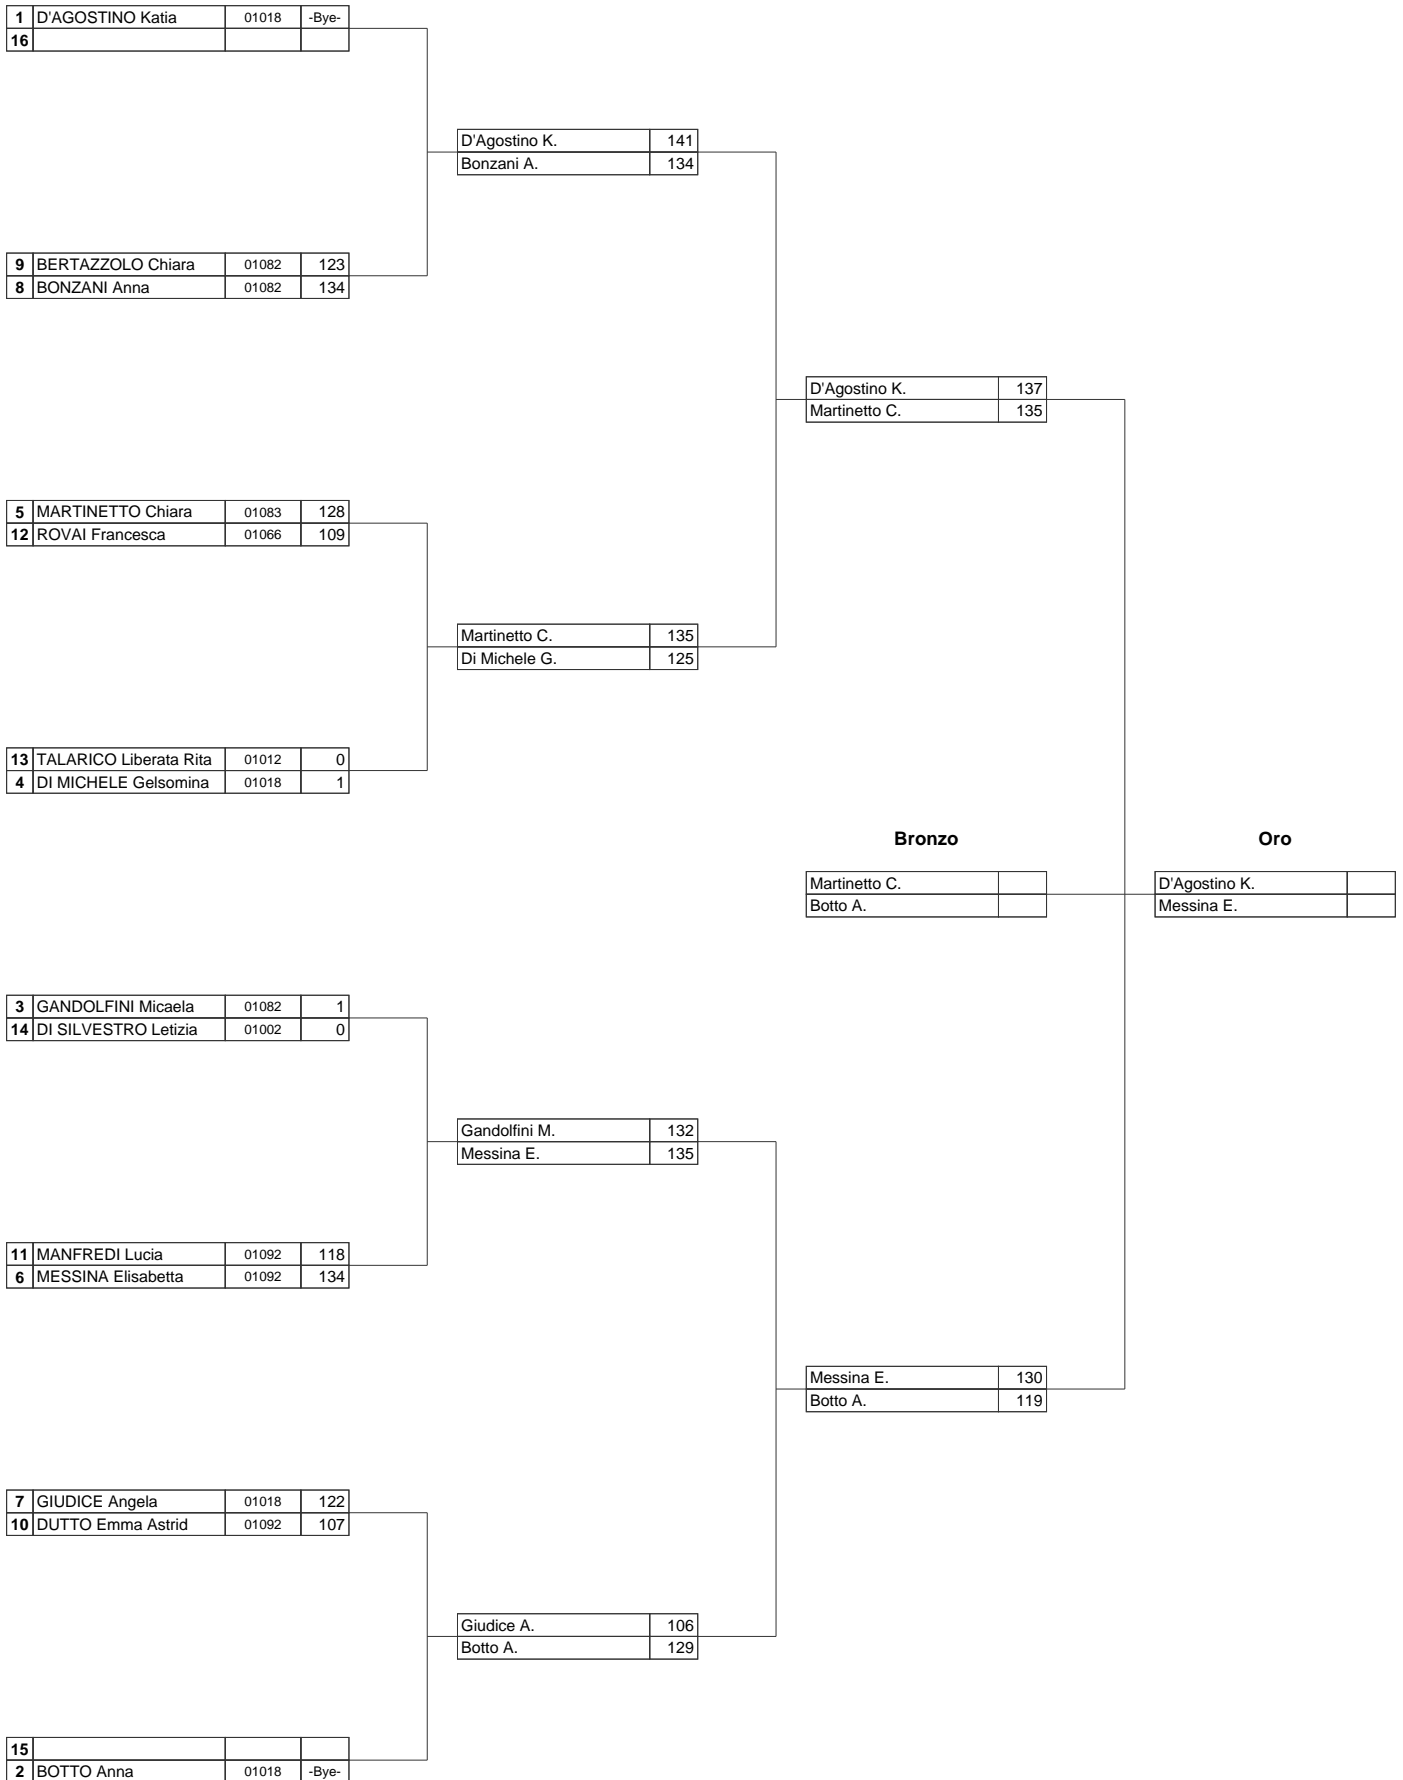 1 D'AGOSTINO Katia 01018 -Bye-
16
D'Agostino K. 141
Bonzani A. 134
9 BERTAZZOLO Chiara 01082 123
8 BONZANI Anna 01082 134
D'Agostino K. 137
Martinetto C. 135
5 MARTINETTO Chiara 01083 128
12 ROVAI Francesca 01066 109
Martinetto C. 135
Di Michele G. 125
13 TALARICO Liberata Rita 01012 0
4 DI MICHELE Gelsomina 01018 1
Bronzo Oro
Martinetto C. D'Agostino K.
Botto A. Messina E.
3 GANDOLFINI Micaela 01082 1
14 DI SILVESTRO Letizia 01002 0
Gandolfini M. 132
Messina E. 135
11 MANFREDI Lucia 01092 118
6 MESSINA Elisabetta 01092 134
Messina E. 130
Botto A. 119
7 GIUDICE Angela 01018 122
10 DUTTO Emma Astrid 01092 107
Giudice A. 106
Botto A. 129
15
2 BOTTO Anna 01018 -Bye-